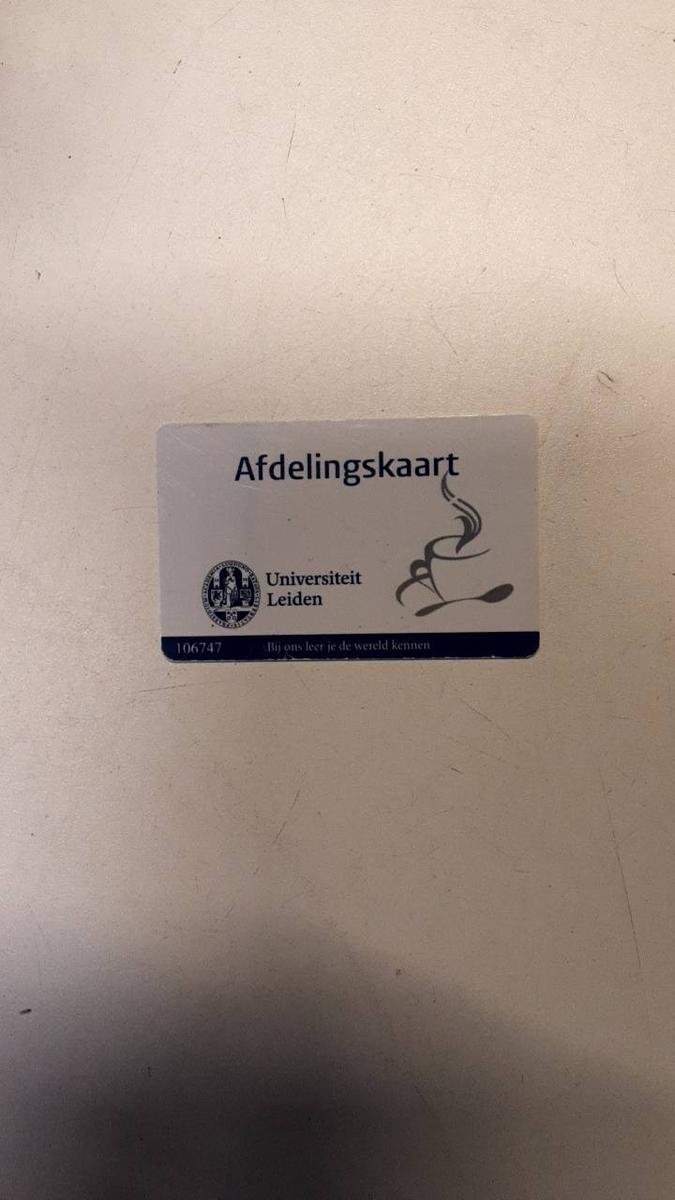 Afdelingskaart
Universiteit
Leiden
106747 Bij ons leer je de wereld kennen